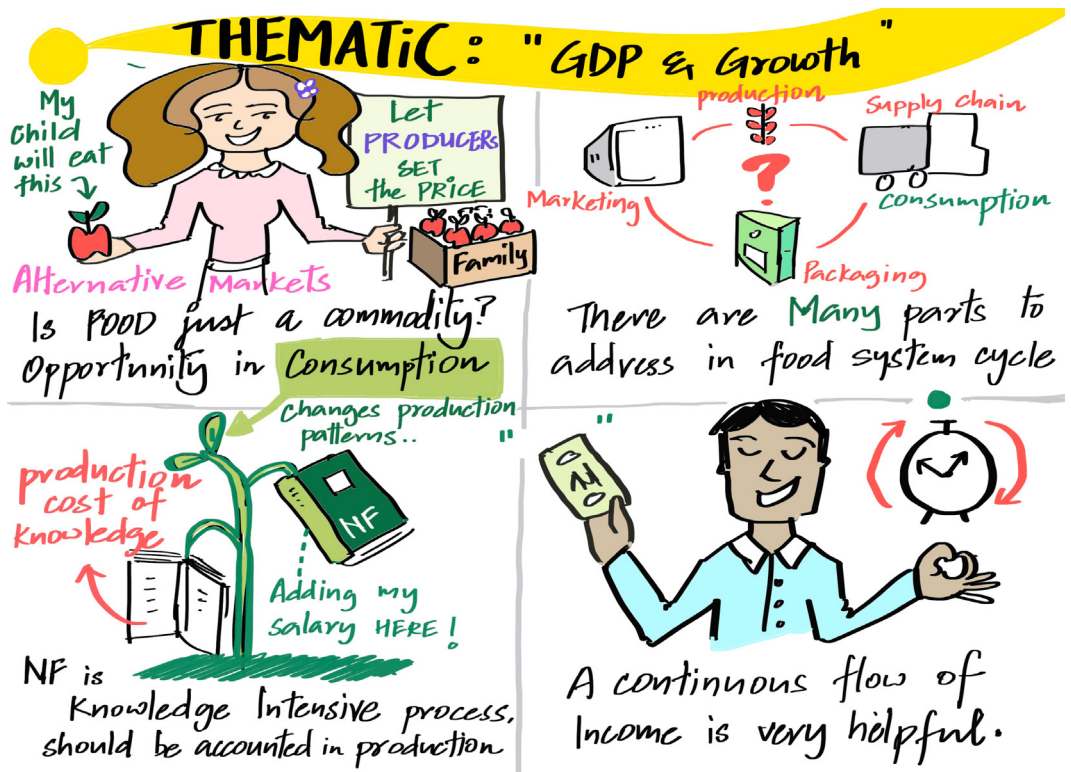 THEMATIC: "GDP & Growth"
My
child
will eat
this
Let
PRODUCERS
SET
the PRICE
Family
Alternative Markets
Is FOOD just a commodity?
Opportunity in Consumption
production
Supply Chain
?
Marketing
Consumption
Packaging
There are Many parts to
address in food system cycle
changes production
patterns..
production
cost of
knowledge
NF
Adding my
salary HERE!
NF is
Knowledge Intensive process,
should be accounted in production
" "
A continuous flow of
Income is very helpful.